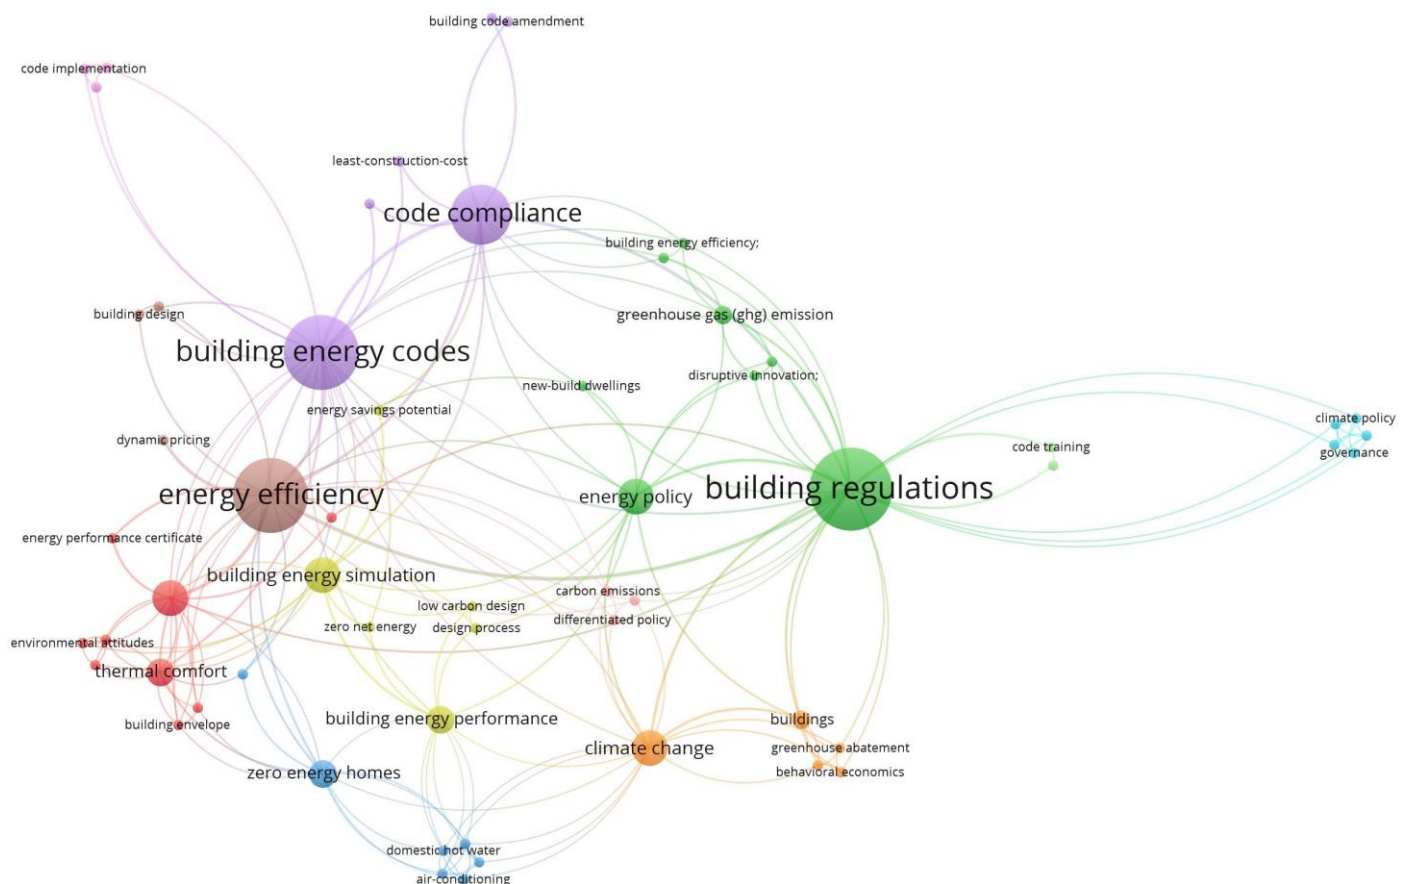 building code amendment
code implementation
least-construction-cost
code compliance
building energy efficiency;
building design
greenhouse gas (ghg) emission
building energy codes
disruptive innovation;
new-build dwellings
energy savings potential
climate policy
dynamic pricing
code training
governance
energy efficiency
energy policy
building regulations
energy performance certificate
building energy simulation
carbon emissions
low carbon design
differentiated policy
zero net energy
design process
environmental attitudes
thermal comfort
building envelope
building energy performance
buildings
climate change
greenhouse abatement
zero energy homes
behavioral economics
domestic hot water
air-conditioning